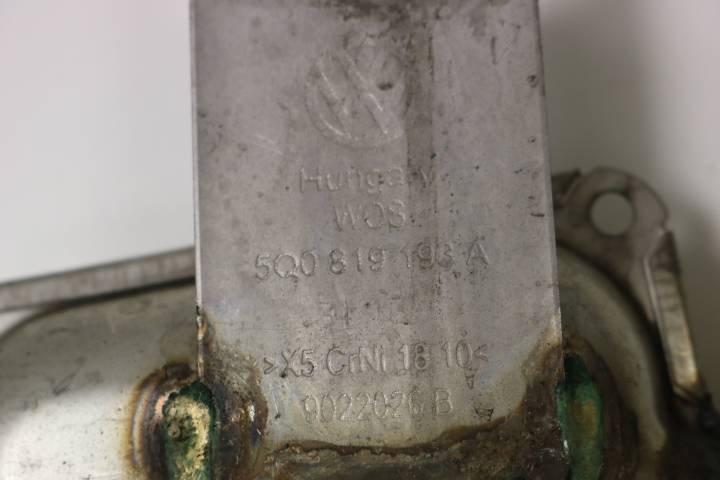 Hungary
WOS
5Q0 819 193 A
>X5 CrNi 18 10<
9022026 B